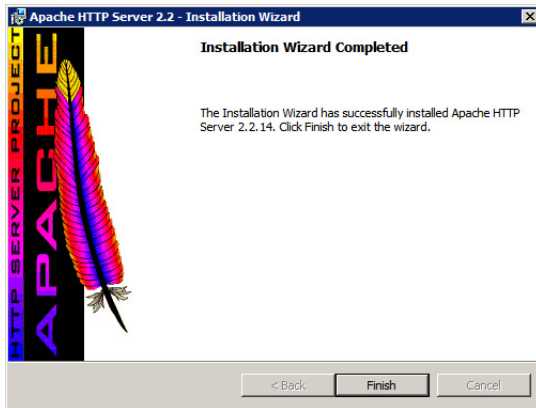 Apache HTTP Server 2.2 - Installation Wizard
HTTP SERVER PROJECT
APACHE
Installation Wizard Completed
The Installation Wizard has successfully installed Apache HTTP
Server 2.2.14. Click Finish to exit the wizard.
< Back
Finish
Cancel